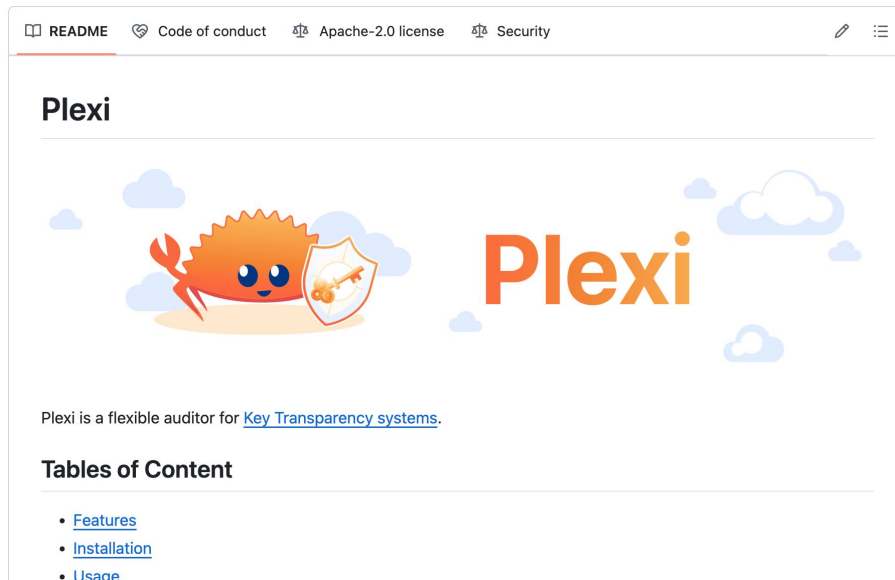 README Code of conduct Apache-2.0 license Security
Plexi
Plexi
Plexi is a flexible auditor for Key Transparency systems.
Tables of Content
• Features
• Installation
• Usage